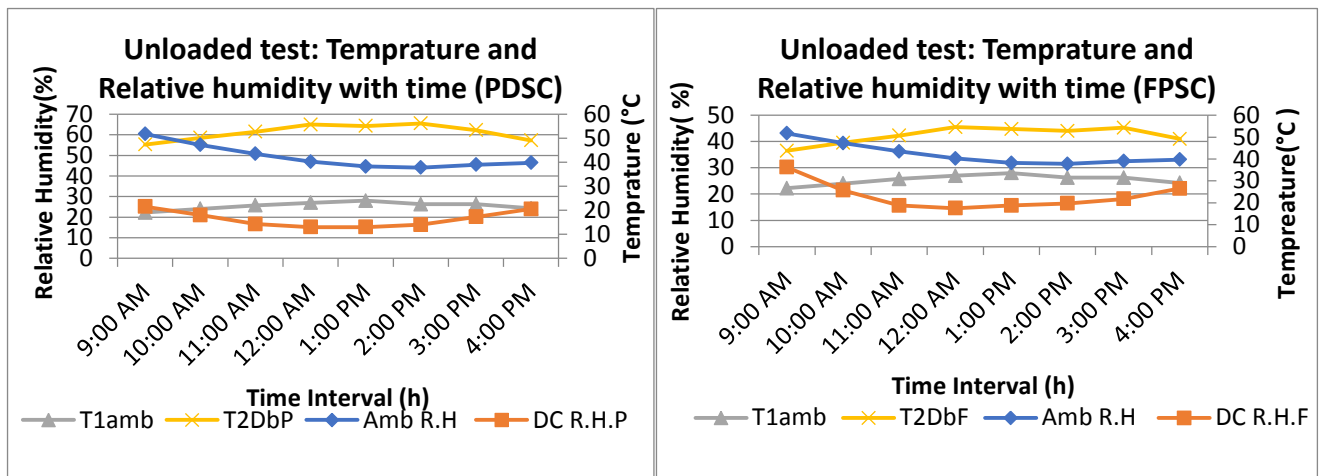 Unloaded test: Temprature and
Relative humidity with time (PDSC)
Relative Humidity(%)
70
60
50
40
30
20
10
0
60
50
40
30
20
10
0
Temprature (°C
9:00 AM
10:00 AM
11:00 AM
12:00 AM
1:00 PM
2:00 PM
3:00 PM
4:00 PM
Time Interval (h)
T1amb
T2DbP
Amb R.H
DC R.H.P
Unloaded test: Temprature and
Relative humidity with time (FPSC)
Relative Humidity( %)
50
40
30
20
10
0
60
50
40
30
20
10
0
Tempreature(°C )
9:00 AM
10:00 AM
11:00 AM
12:00 AM
1:00 PM
2:00 PM
3:00 PM
4:00 PM
Time Interval (h)
T1amb
T2DbF
Amb R.H
DC R.H.F